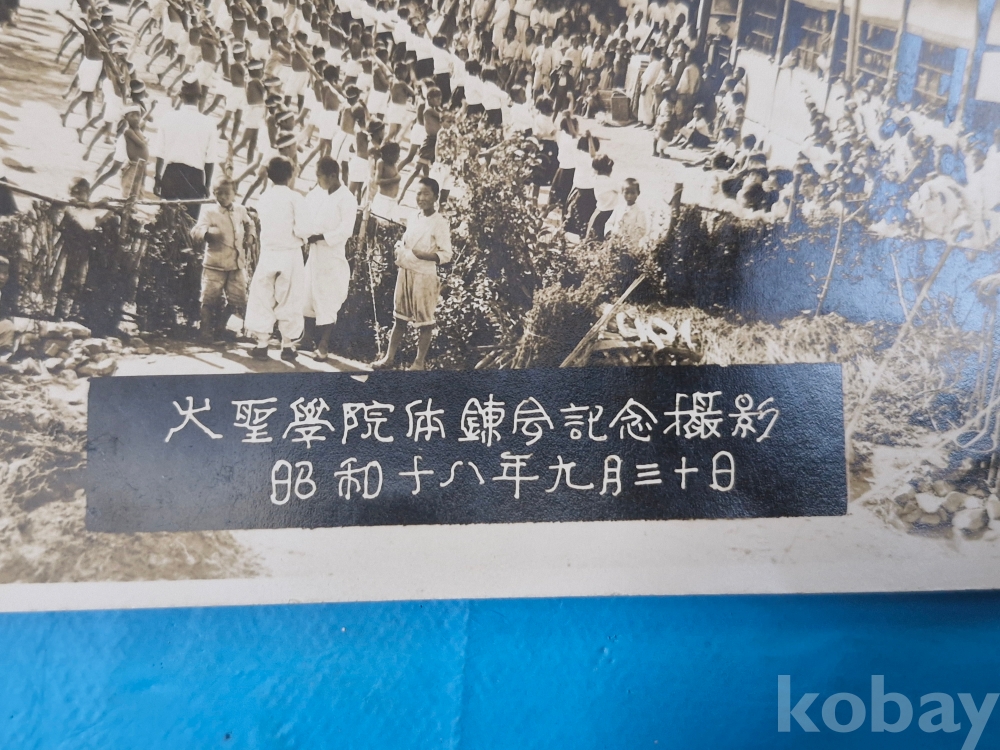 大聖學院体鍊会記念撮影
昭和十八年九月三十日
kobay